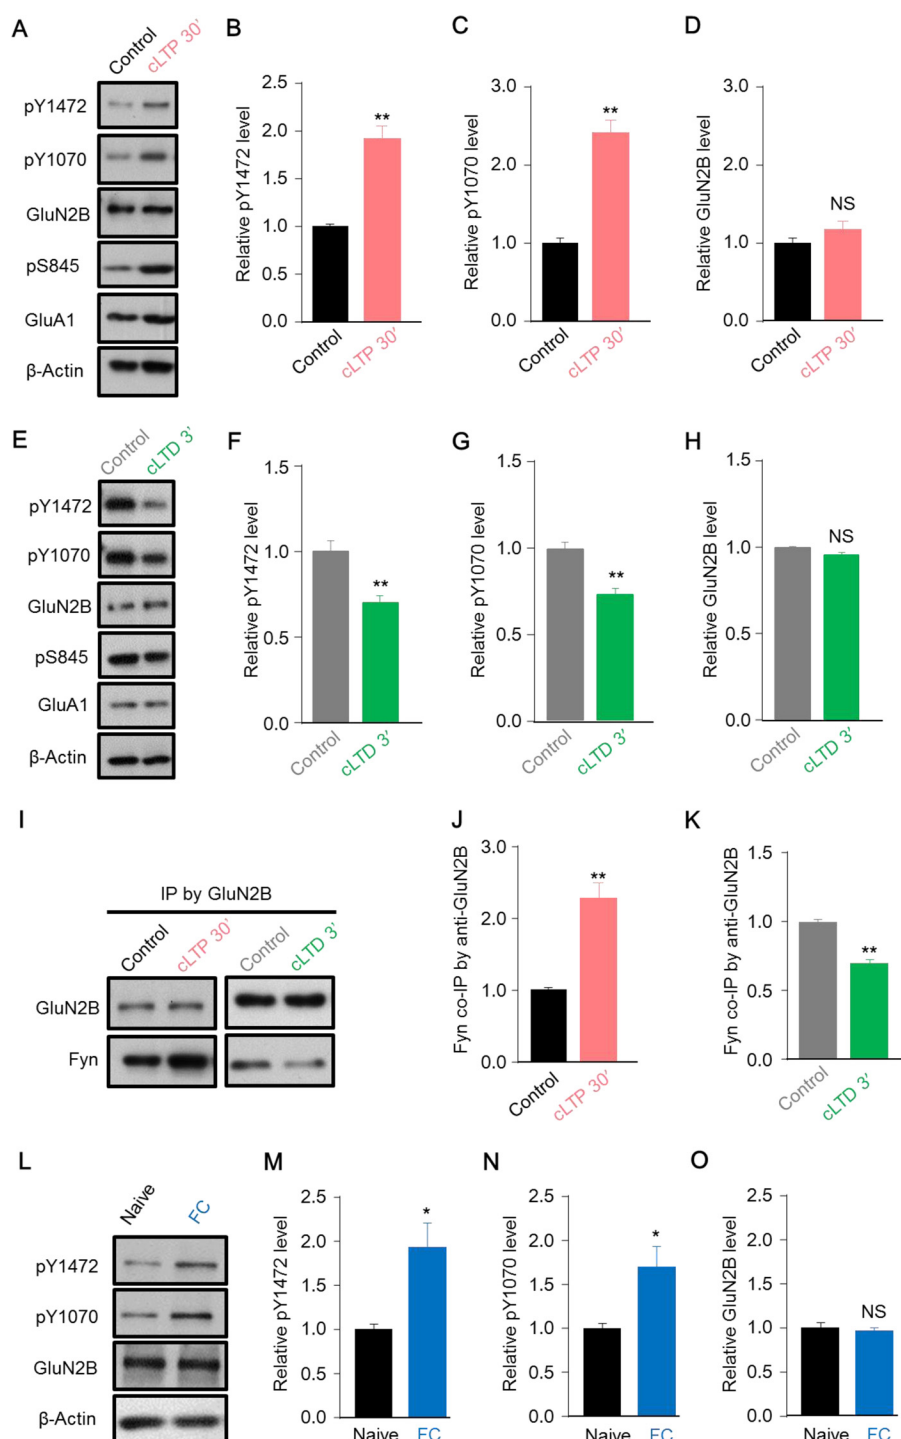 A
Control
cLTP 30′
pY1472
pY1070
GluN2B
pS845
GluA1
β-Actin
B
Relative pY1472 level
2.5
2.0
1.5
1.0
0.5
0.0
**
Control
cLTP 30′
C
Relative pY1070 level
3.0
2.0
1.0
0.0
**
Control
cLTP 30′
D
Relative GluN2B level
3.0
2.0
1.0
0.0
NS
Control
cLTP 30′
E
Control
cLTD 3′
pY1472
pY1070
GluN2B
pS845
GluA1
β-Actin
F
Relative pY1472 level
1.5
1.0
0.5
0.0
**
Control
cLTD 3′
G
Relative pY1070 level
1.5
1.0
0.5
0.0
**
Control
cLTD 3′
H
Relative GluN2B level
1.5
1.0
0.5
0.0
NS
Control
cLTD 3′
I
IP by GluN2B
Control
cLTP 30′
Control
cLTD 3′
GluN2B
Fyn
J
Fyn co-IP by anti-GluN2B
3.0
2.0
1.0
0.0
**
Control
cLTP 30′
K
Fyn co-IP by anti-GluN2B
1.5
1.0
0.5
0.0
**
Control
cLTD 3′
L
Naive
FC
pY1472
pY1070
GluN2B
β-Actin
M
Relative pY1472 level
2.5
2.0
1.5
1.0
0.5
0.0
*
Naive FC
N
Relative pY1070 level
2.5
2.0
1.5
1.0
0.5
0.0
*
Naive FC
O
Relative GluN2B level
2.5
2.0
1.5
1.0
0.5
0.0
NS
Naive FC